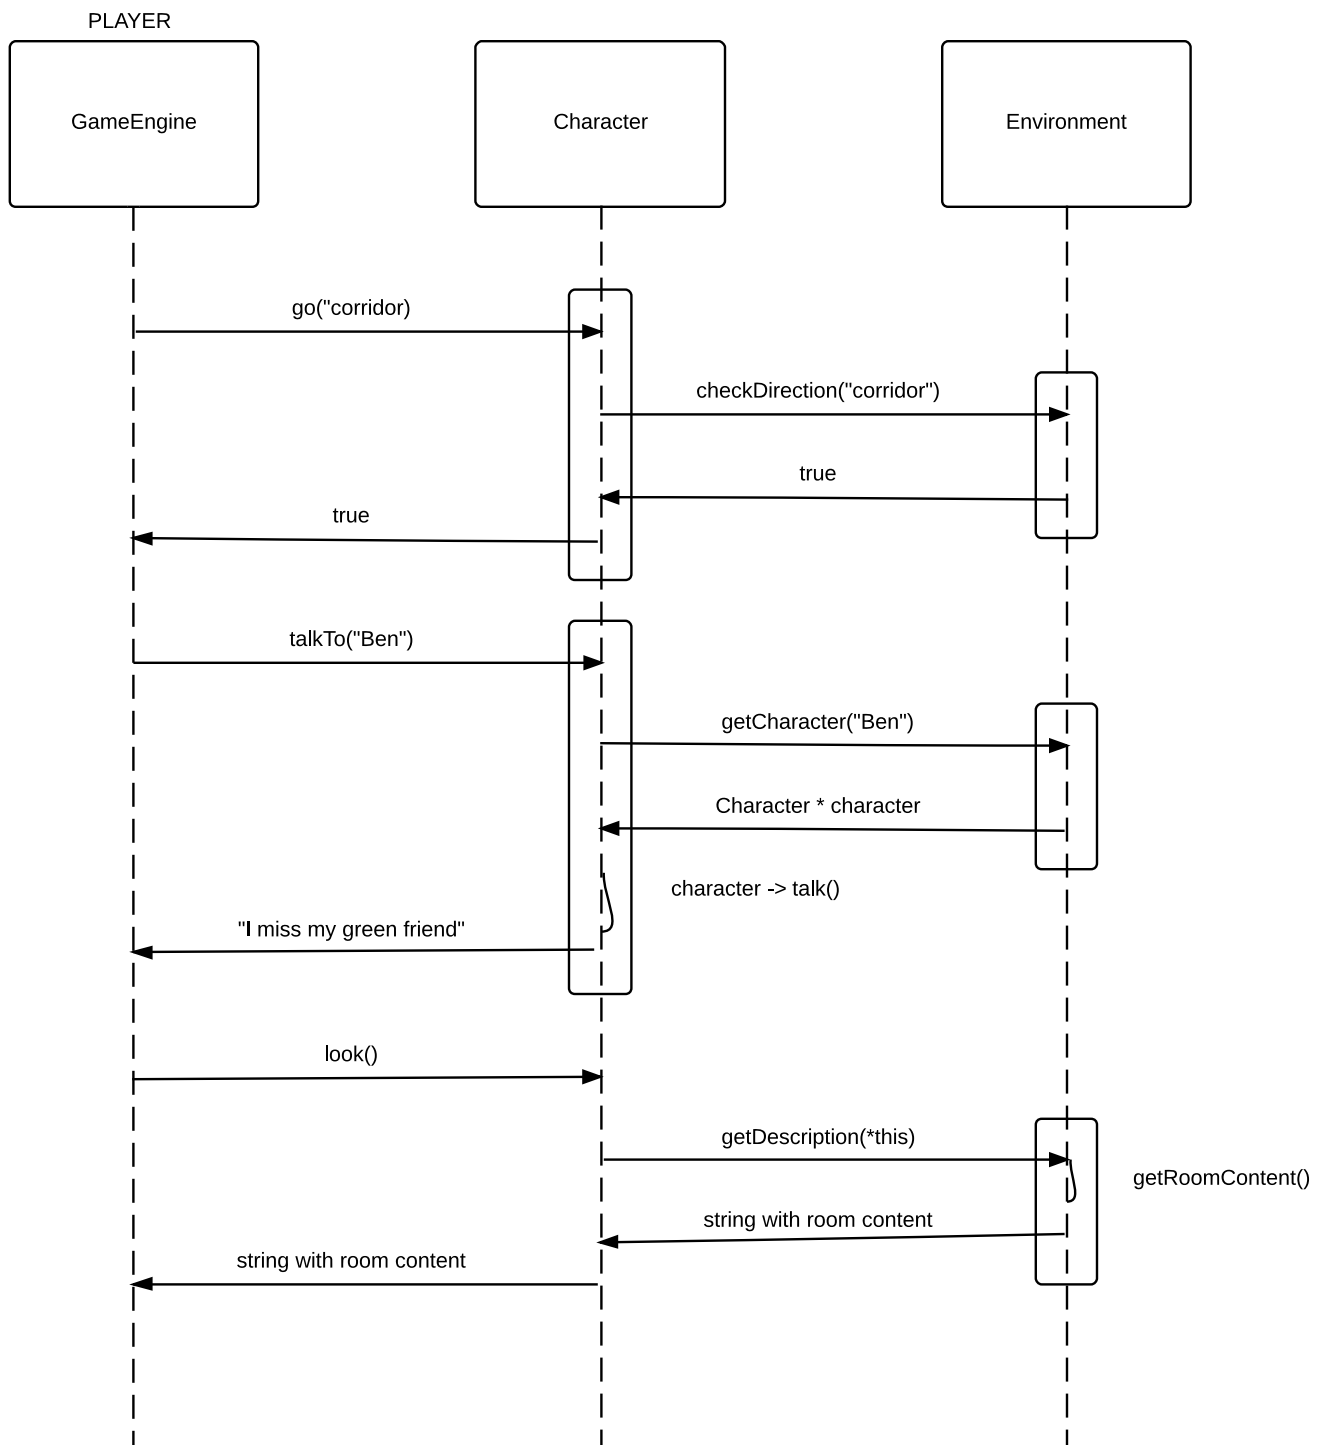 PLAYER
GameEngine
Character
Environment
go("corridor)
checkDirection("corridor")
true
true
talkTo("Ben")
getCharacter("Ben")
Character * character
character -> talk()
"I miss my green friend"
look()
getDescription(*this)
getRoomContent()
string with room content
string with room content